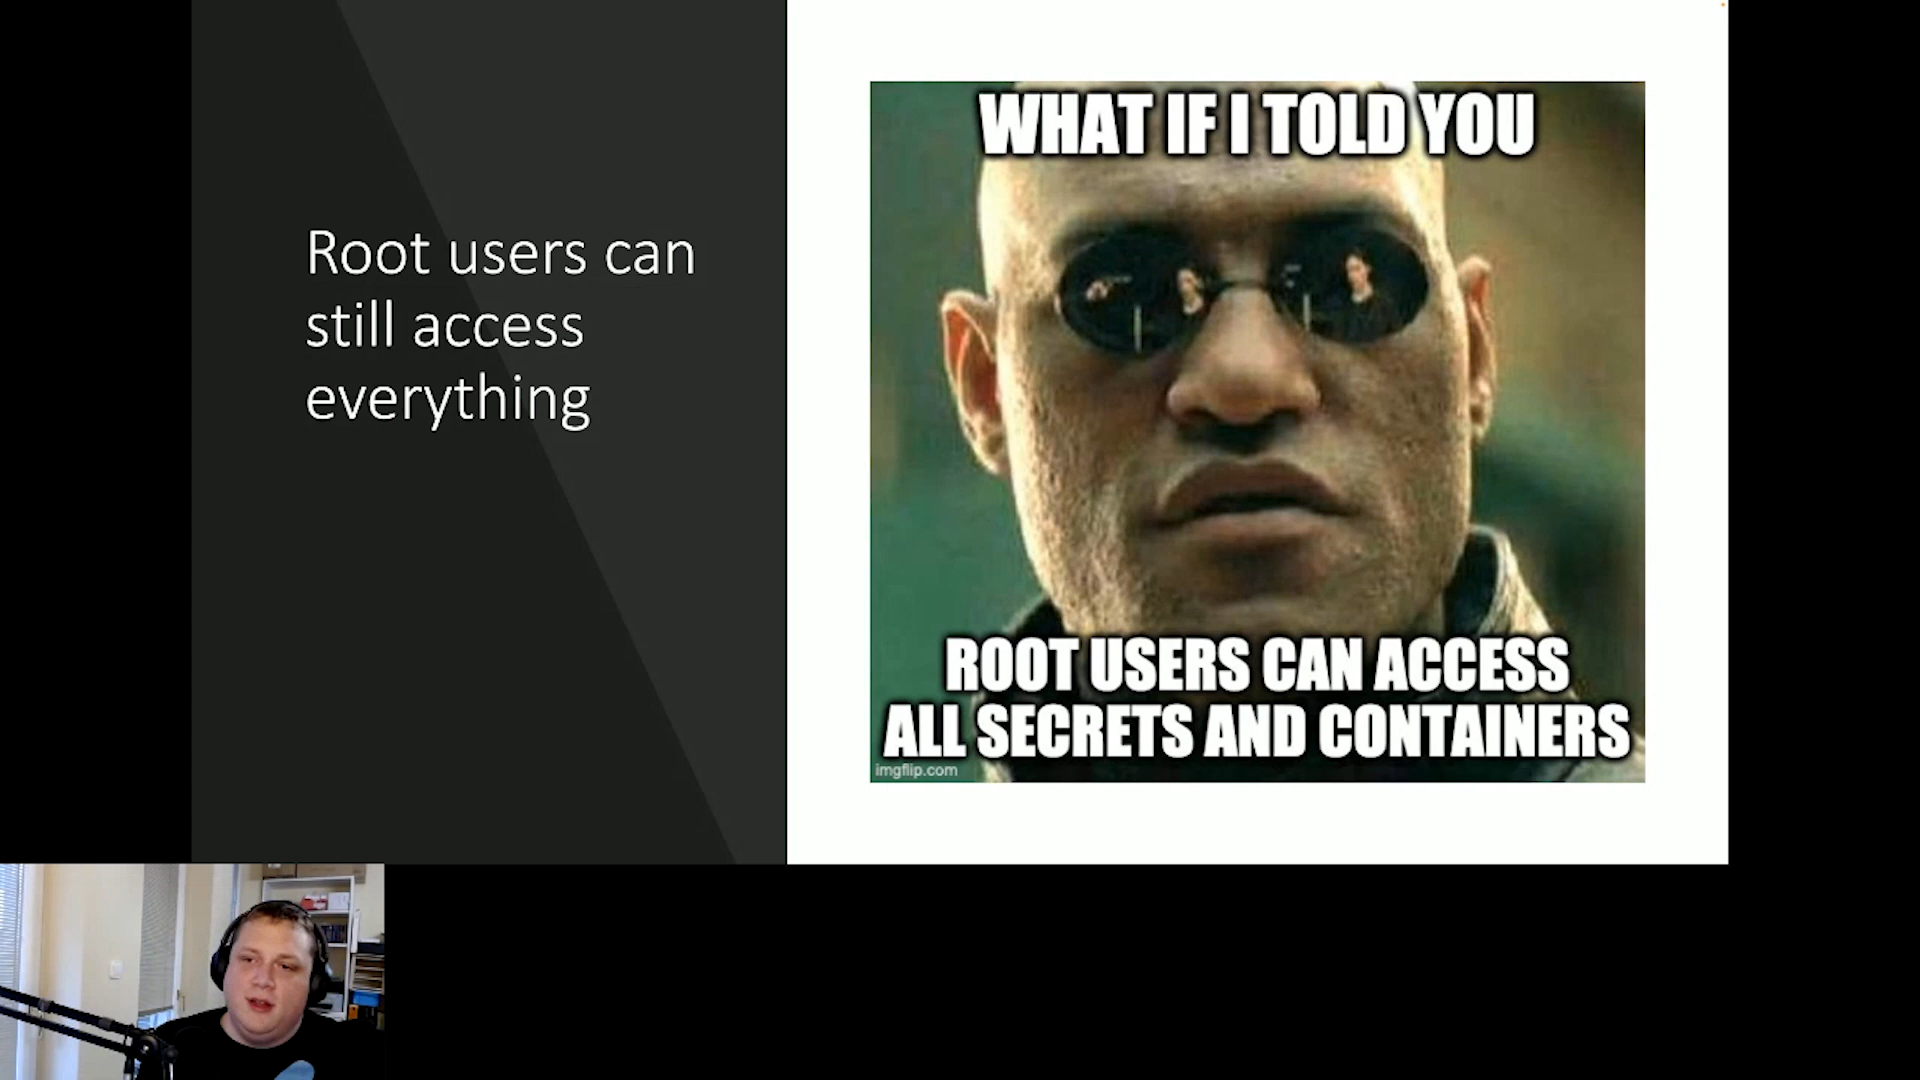 Root users can
still access
everything
WHAT IF I TOLD YOU
ROOT USERS CAN ACCESS
ALL SECRETS AND CONTAINERS
imgflip.com